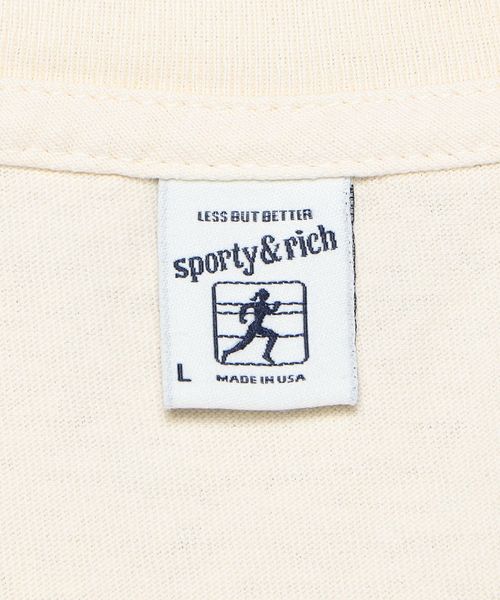 LESS BUT BETTER
sporty & rich
L
MADE IN USA